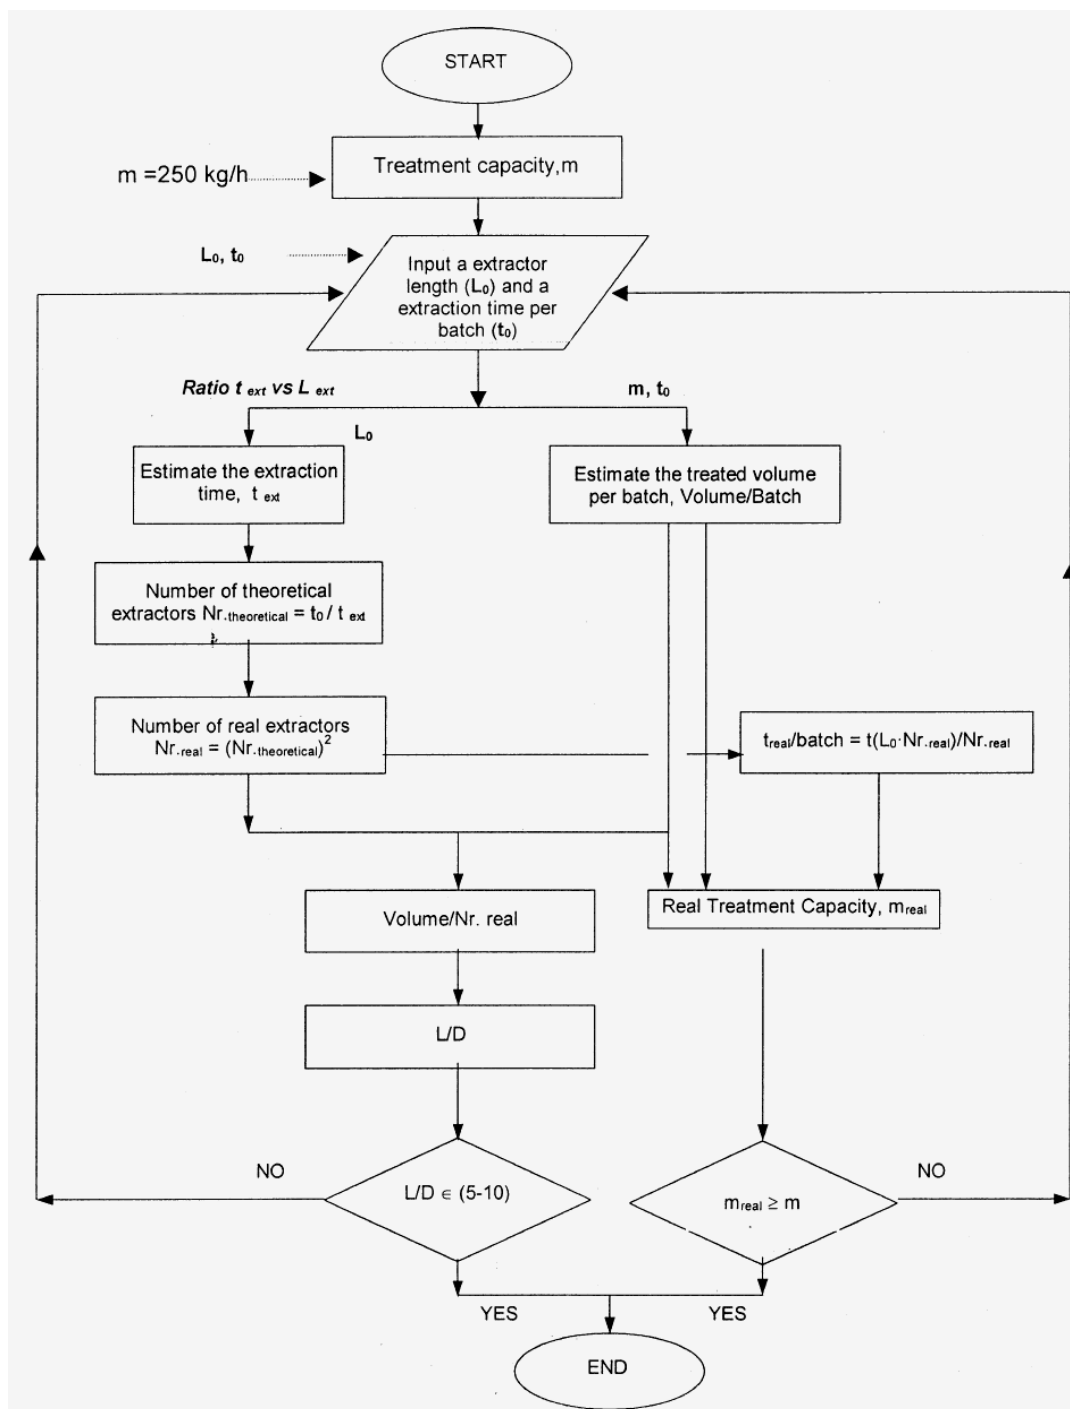 START
Treatment capacity,m
m =250 kg/h
L₀, t₀
Input a extractor
length (L₀) and a
extraction time per
batch (t₀)
Ratio t ext vs L ext
m, t₀
L₀
Estimate the extraction
time, t ext
Estimate the treated volume
per batch, Volume/Batch
Number of theoretical
extractors Nr.theoretical = t₀ / t ext
Number of real extractors
Nr.real = (Nr.theoretical)²
treal/batch = t(L₀·Nr.real)/Nr.real
Volume/Nr. real
Real Treatment Capacity, mreal
L/D
NO
L/D ∈ (5-10)
mreal ≥ m
NO
YES
YES
END